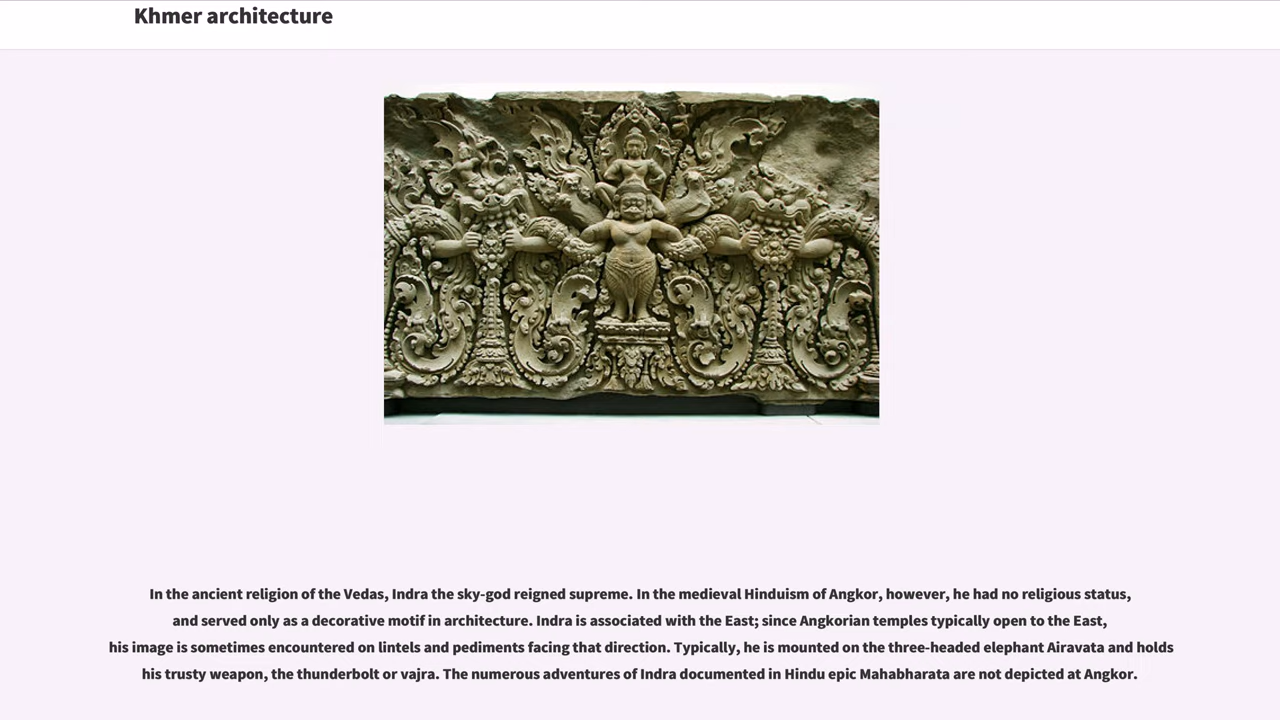 Khmer architecture
In the ancient religion of the Vedas, Indra the sky-god reigned supreme. In the medieval Hinduism of Angkor, however, he had no religious status,
and served only as a decorative motif in architecture. Indra is associated with the East; since Angkorian temples typically open to the East,
his image is sometimes encountered on lintels and pediments facing that direction. Typically, he is mounted on the three-headed elephant Airavata and holds
his trusty weapon, the thunderbolt or vajra. The numerous adventures of Indra documented in Hindu epic Mahabharata are not depicted at Angkor.